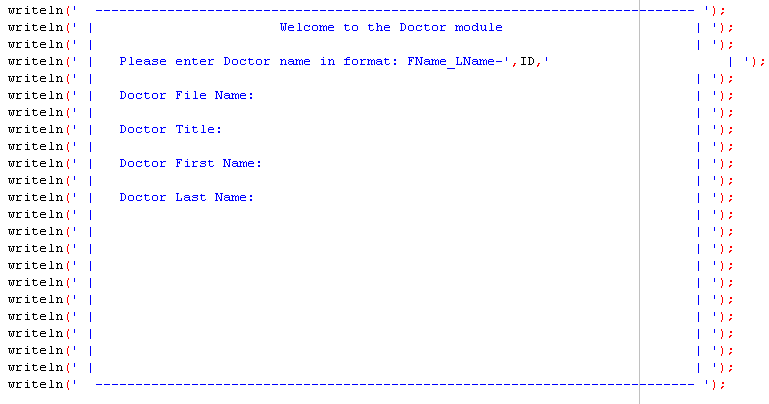 writeln('  --------------------------------------------------------------------------- ');
writeln(' |                       Welcome to the Doctor module                        | ');
writeln(' |                                                                           | ');
writeln(' |   Please enter Doctor name in format: FName_LName-',ID,'                      | ');
writeln(' |                                                                           | ');
writeln(' |   Doctor File Name:                                                       | ');
writeln(' |                                                                           | ');
writeln(' |   Doctor Title:                                                           | ');
writeln(' |                                                                           | ');
writeln(' |   Doctor First Name:                                                      | ');
writeln(' |                                                                           | ');
writeln(' |   Doctor Last Name:                                                       | ');
writeln(' |                                                                           | ');
writeln(' |                                                                           | ');
writeln(' |                                                                           | ');
writeln(' |                                                                           | ');
writeln(' |                                                                           | ');
writeln(' |                                                                           | ');
writeln(' |                                                                           | ');
writeln(' |                                                                           | ');
writeln(' |                                                                           | ');
writeln(' |                                                                           | ');
writeln('  --------------------------------------------------------------------------- ');